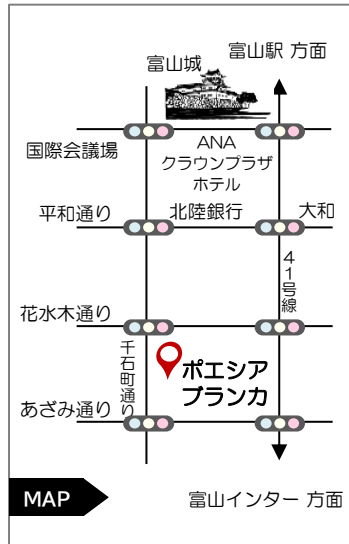 富山駅 方面
富山城
国際会議場
ANA
クラウンプラザ
ホテル
平和通り
北陸銀行
大和
41号線
花水木通り
千石町通り
ポエシア
ブランカ
あざみ通り
MAP
富山インター 方面